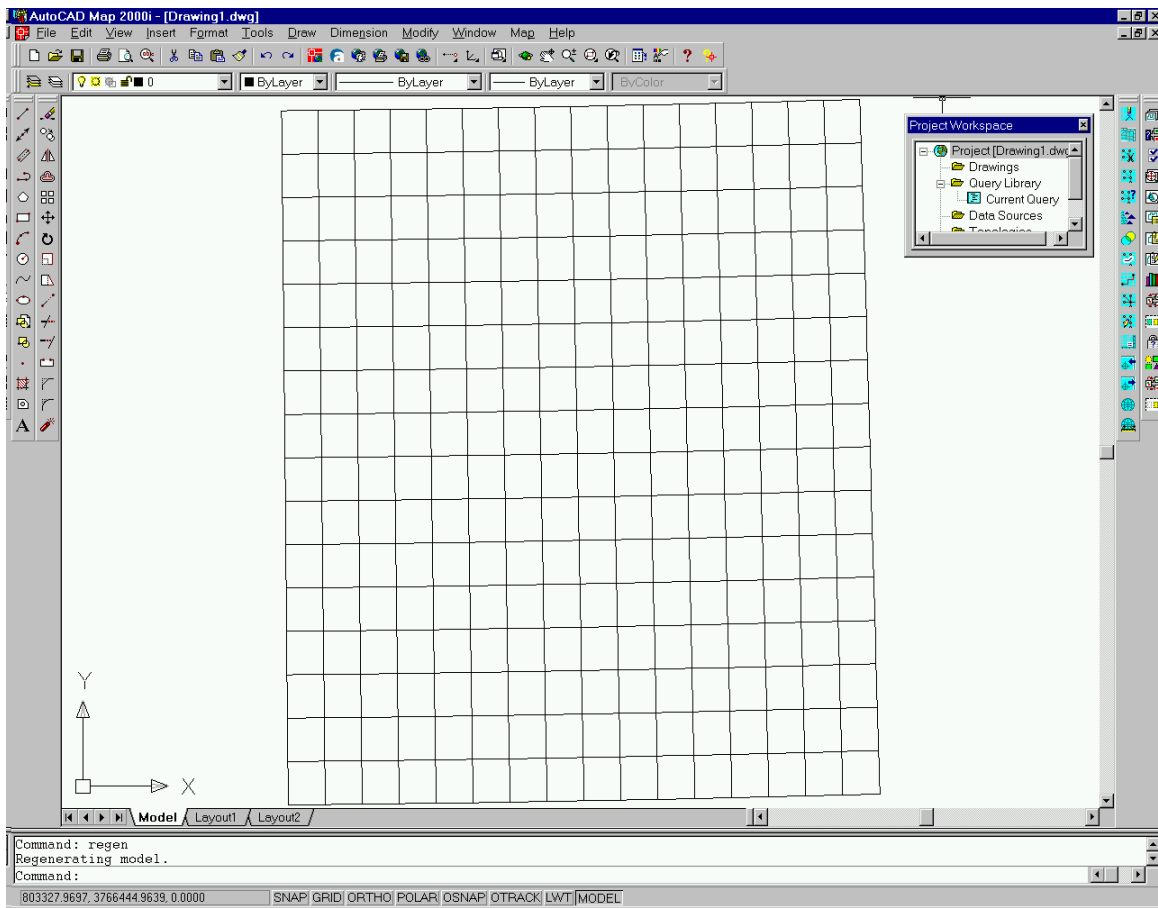 AutoCAD Map 2000i - [Drawing1.dwg]
File Edit View Insert Format Tools Draw Dimension Modify Window Map Help
0 ByLayer ByLayer ByLayer ByColor
Project Workspace
Project [Drawing1.dwg
Drawings
Query Library
Current Query
Data Sources
Topologies
A
Y
X
Model Layout1 Layout2
Command: regen
Regenerating model.
Command:
803327.9697, 3766444.9639, 0.0000 SNAP GRID ORTHO POLAR OSNAP OTRACK LWT MODEL